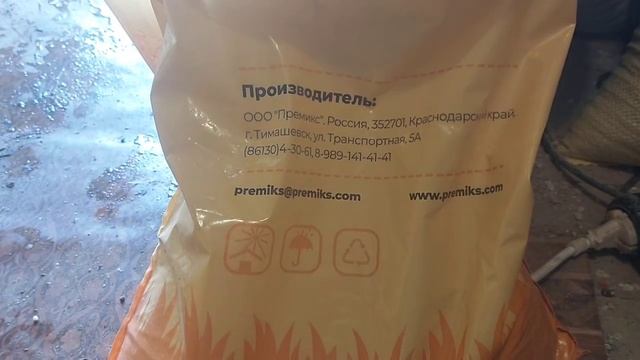 Производитель:
ООО "Премикс". Россия, 352701, Краснодарский край,
г. Тимашевск, ул. Транспортная, 5А
(86130)4-30-61, 8-989-141-41-41
premiks@premiks.com www.premiks.com